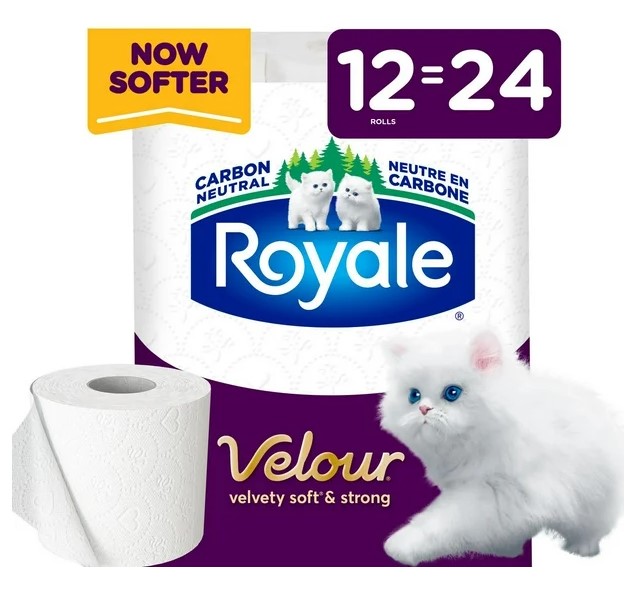 NOW
SOFTER
12=24
ROLLS
CARBON
NEUTRAL
NEUTRE EN
CARBONE
Royale
®
Velour
velvety soft* & strong